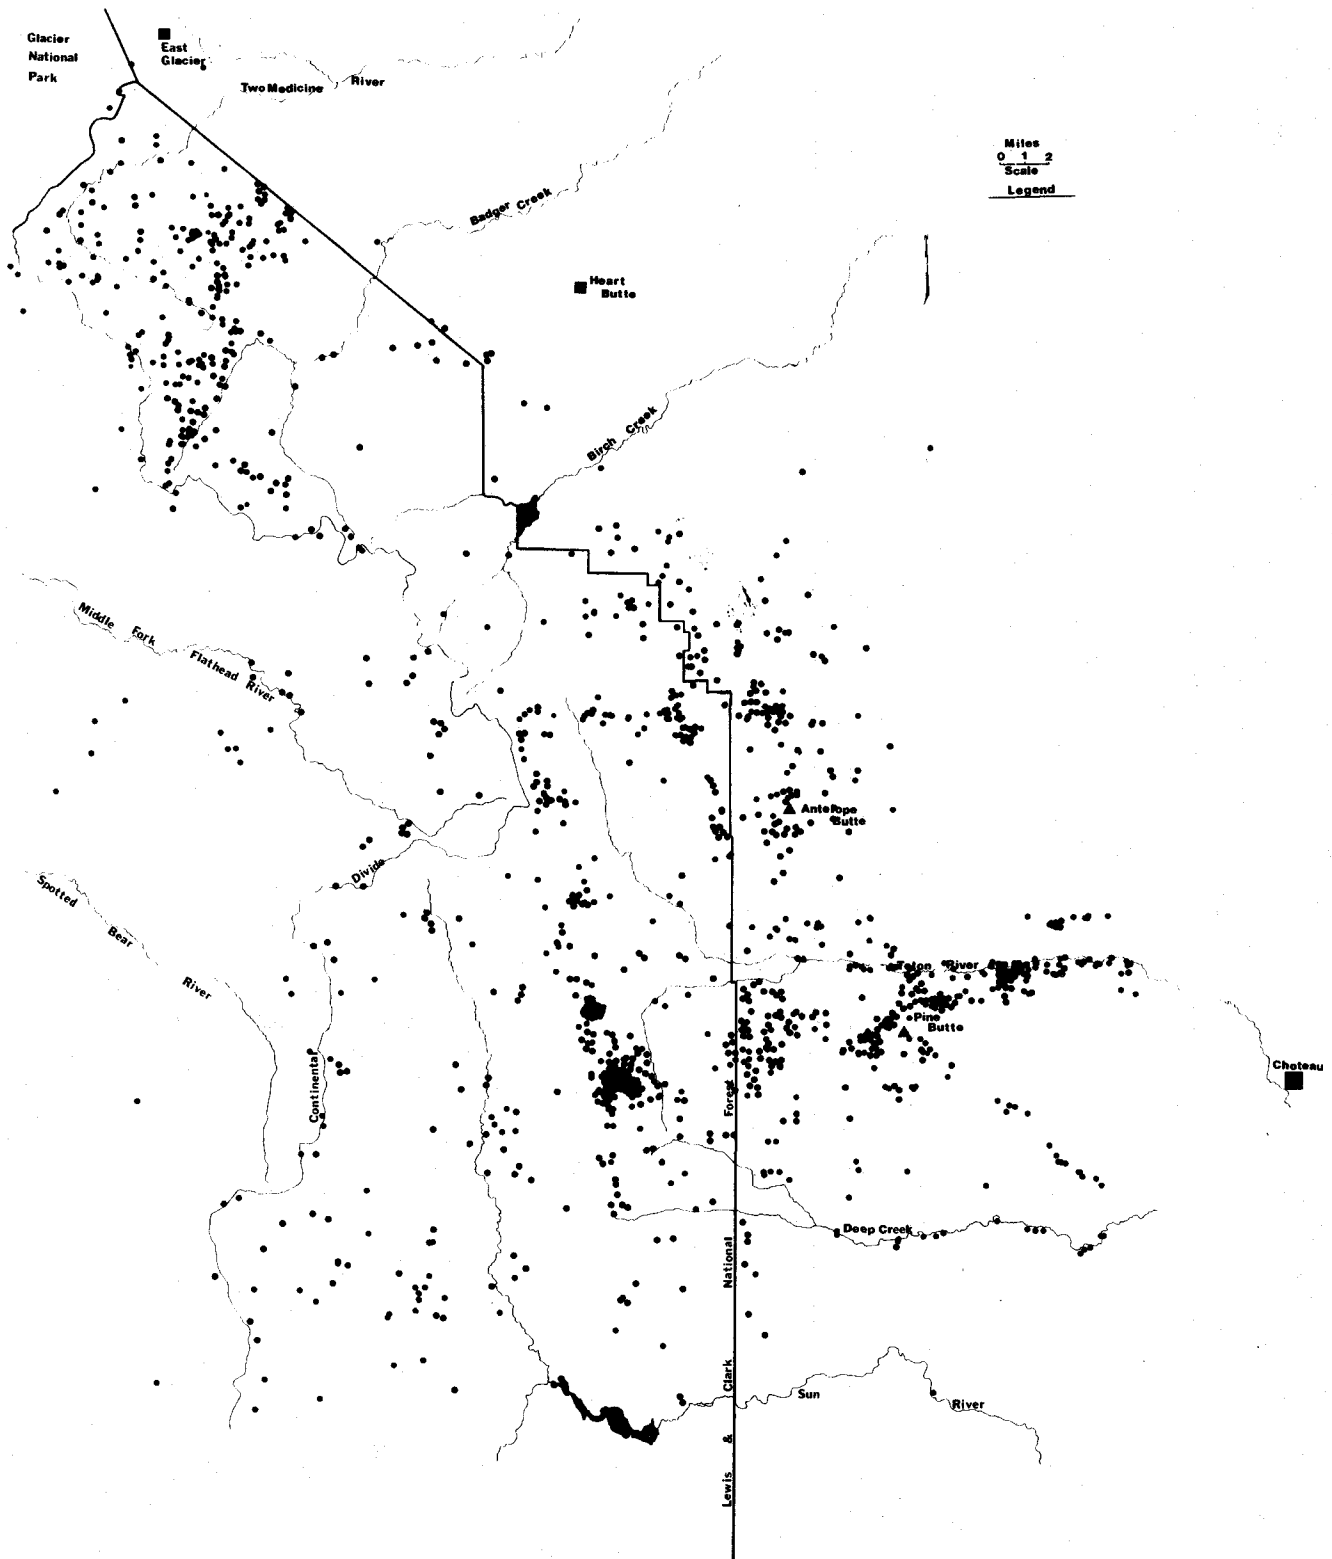 Glacier
National
Park
East
Glacier
Two Medicine River
Miles
0 1 2
Scale
Legend
Badger Creek
Heart
Butte
Birch Creek
Middle Fork
Flathead River
Antelope
Butte
Divide
Spotted Bear River
Teton River
Pine
Butte
Choteau
Continental
Deep Creek
Sun River
Lewis & Clark National Forest